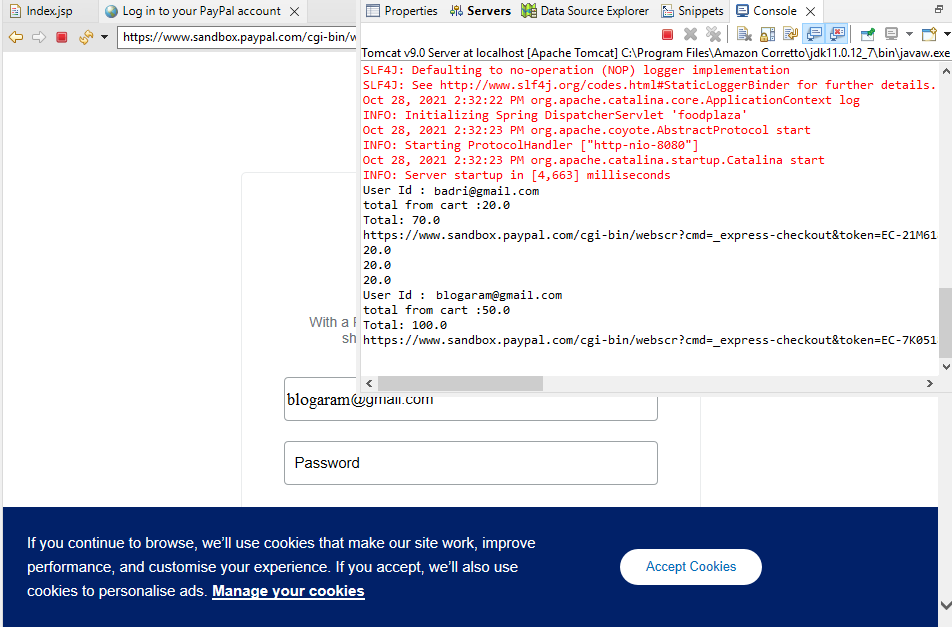 Index.jsp
Log in to your PayPal account
Properties
Servers
Data Source Explorer
Snippets
Console
https://www.sandbox.paypal.com/cgi-bin/w
Tomcat v9.0 Server at localhost [Apache Tomcat] C:\Program Files\Amazon Corretto\jdk11.0.12_7\bin\javaw.exe
SLF4J: Defaulting to no-operation (NOP) logger implementation
SLF4J: See http://www.slf4j.org/codes.html#StaticLoggerBinder for further details.
Oct 28, 2021 2:32:22 PM org.apache.catalina.core.ApplicationContext log
INFO: Initializing Spring DispatcherServlet 'foodplaza'
Oct 28, 2021 2:32:23 PM org.apache.coyote.AbstractProtocol start
INFO: Starting ProtocolHandler ["http-nio-8080"]
Oct 28, 2021 2:32:23 PM org.apache.catalina.startup.Catalina start
INFO: Server startup in [4,663] milliseconds
User Id : badri@gmail.com
total from cart :20.0
Total: 70.0
https://www.sandbox.paypal.com/cgi-bin/webscr?cmd=_express-checkout&token=EC-21M61
20.0
20.0
20.0
User Id : blogaram@gmail.com
total from cart :50.0
Total: 100.0
https://www.sandbox.paypal.com/cgi-bin/webscr?cmd=_express-checkout&token=EC-7K051
With a
sh
blogaram@gmail.com
Password
If you continue to browse, we'll use cookies that make our site work, improve
performance, and customise your experience. If you accept, we'll also use
cookies to personalise ads. Manage your cookies
Accept Cookies